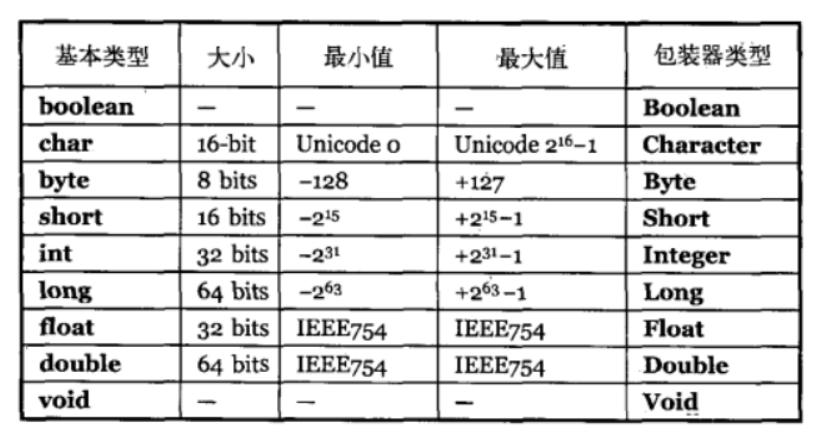 基本类型 大小 最小值 最大值 包装器类型
boolean — — — Boolean
char 16-bit Unicode 0 Unicode 2¹⁶-1 Character
byte 8 bits -128 +127 Byte
short 16 bits -2¹⁵ +2¹⁵-1 Short
int 32 bits -2³¹ +2³¹-1 Integer
long 64 bits -2⁶³ +2⁶³-1 Long
float 32 bits IEEE754 IEEE754 Float
double 64 bits IEEE754 IEEE754 Double
void — — — Void